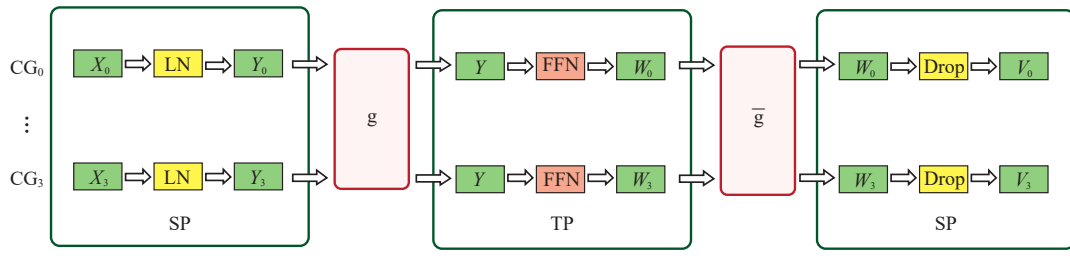 CG₀ X₀ LN Y₀ Y FFN W₀ W₀ Drop V₀
⋮ g g̅
CG₃ X₃ LN Y₃ Y FFN W₃ W₃ Drop V₃
SP TP SP